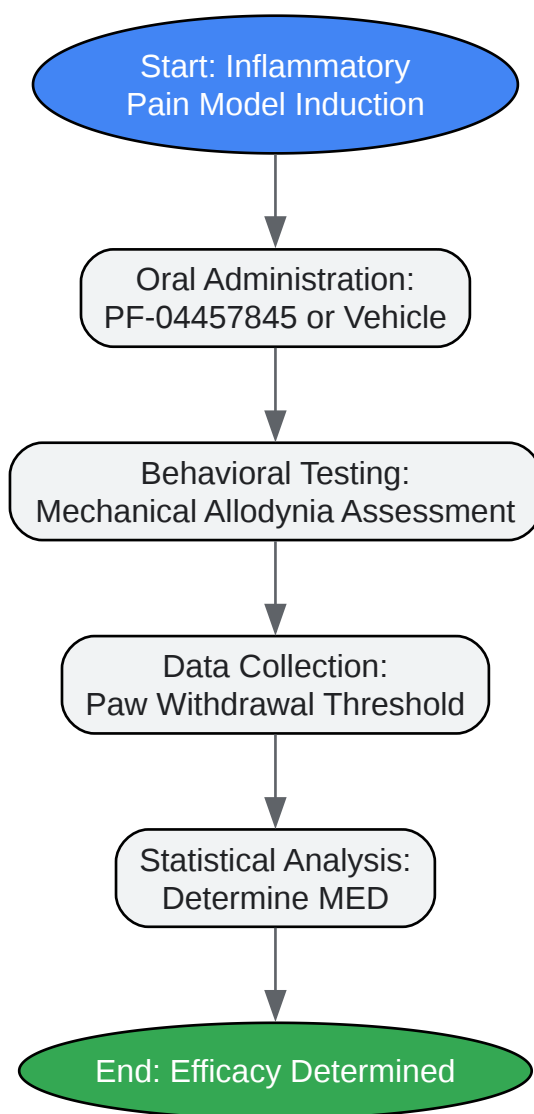 Start: Inflammatory
Pain Model Induction
Oral Administration:
PF-04457845 or Vehicle
Behavioral Testing:
Mechanical Allodynia Assessment
Data Collection:
Paw Withdrawal Threshold
Statistical Analysis:
Determine MED
End: Efficacy Determined